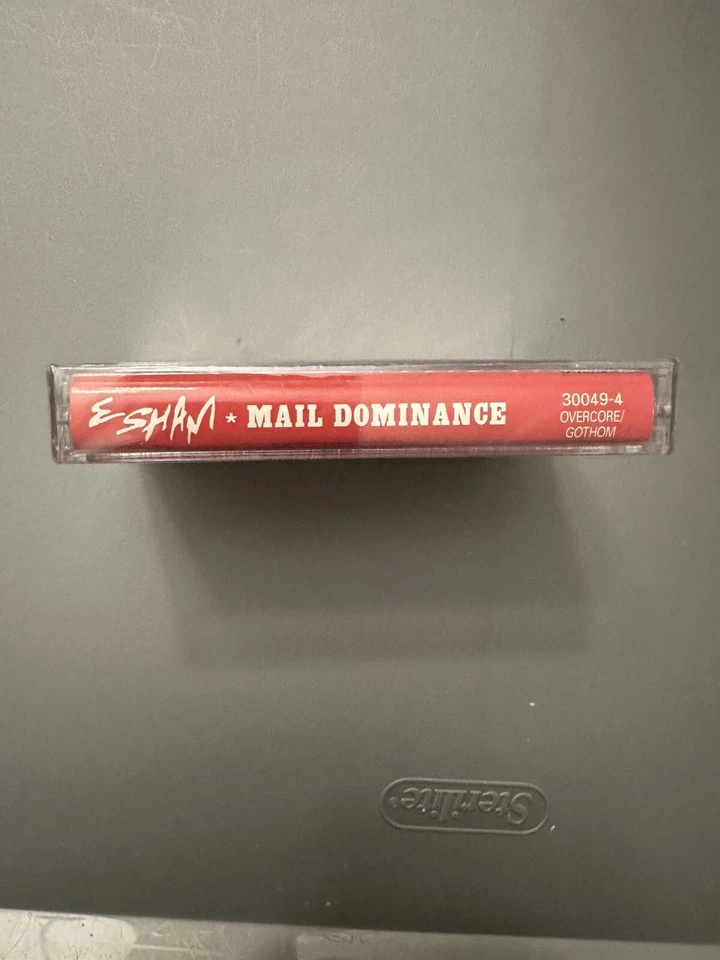 ESHAM * MAIL DOMINANCE
30049-4
OVERCORE/
GOTHOM
Sterilite®